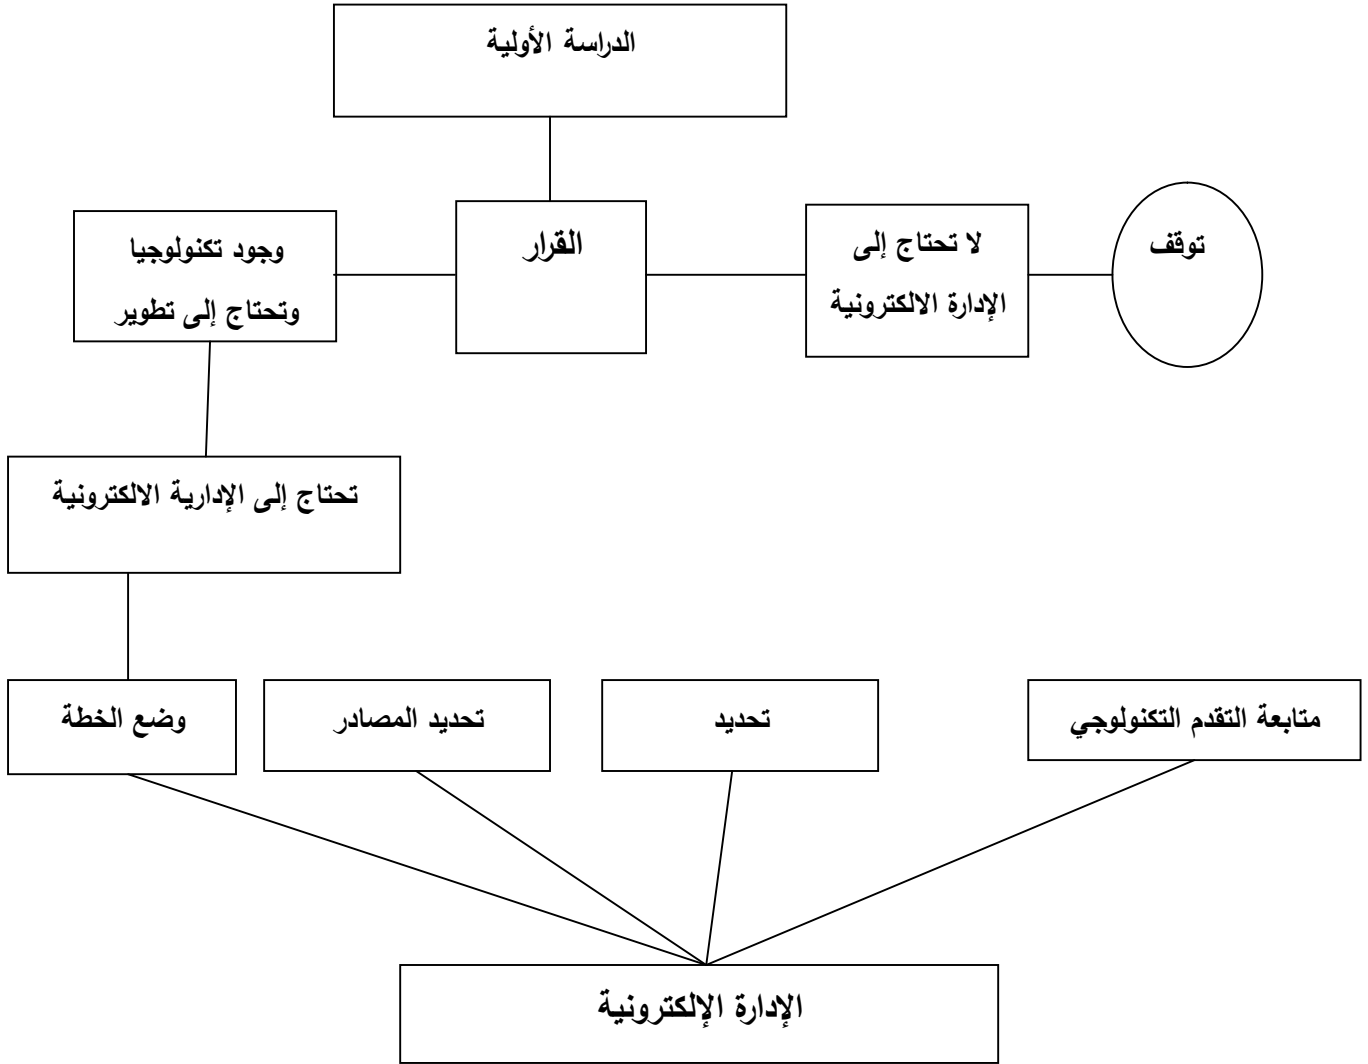 الدراسة الأولية
توقف
لا تحتاج إلى
الإدارة الالكترونية
القرار
وجود تكنولوجيا
وتحتاج إلى تطوير
تحتاج إلى الإدارية الالكترونية
متابعة التقدم التكنولوجي
تحديد
تحديد المصادر
وضع الخطة
الإدارة الإلكترونية